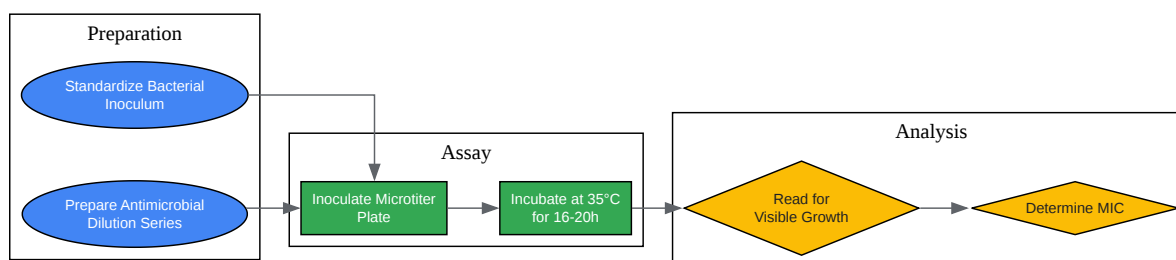 Preparation
Standardize Bacterial
Inoculum
Prepare Antimicrobial
Dilution Series
Assay
Inoculate Microtiter
Plate
Incubate at 35°C
for 16-20h
Analysis
Read for
Visible Growth
Determine MIC